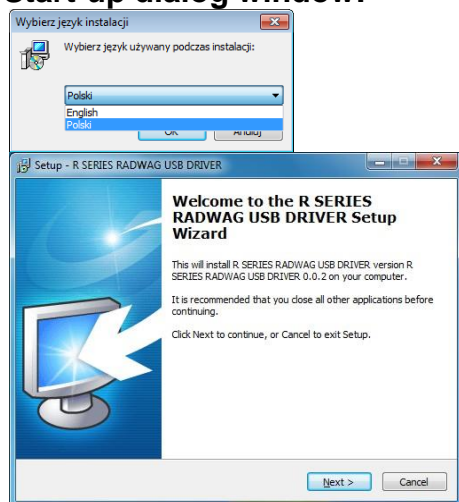 Start up dialog window:
Wybierz język instalacji
Wybierz język używany podczas instalacji:
Polski
English
Polski
OK Anuluj
Setup - R SERIES RADWAG USB DRIVER
Welcome to the R SERIES
RADWAG USB DRIVER Setup
Wizard
This will install R SERIES RADWAG USB DRIVER version R
SERIES RADWAG USB DRIVER 0.0.2 on your computer.
It is recommended that you close all other applications before
continuing.
Click Next to continue, or Cancel to exit Setup.
Next > Cancel